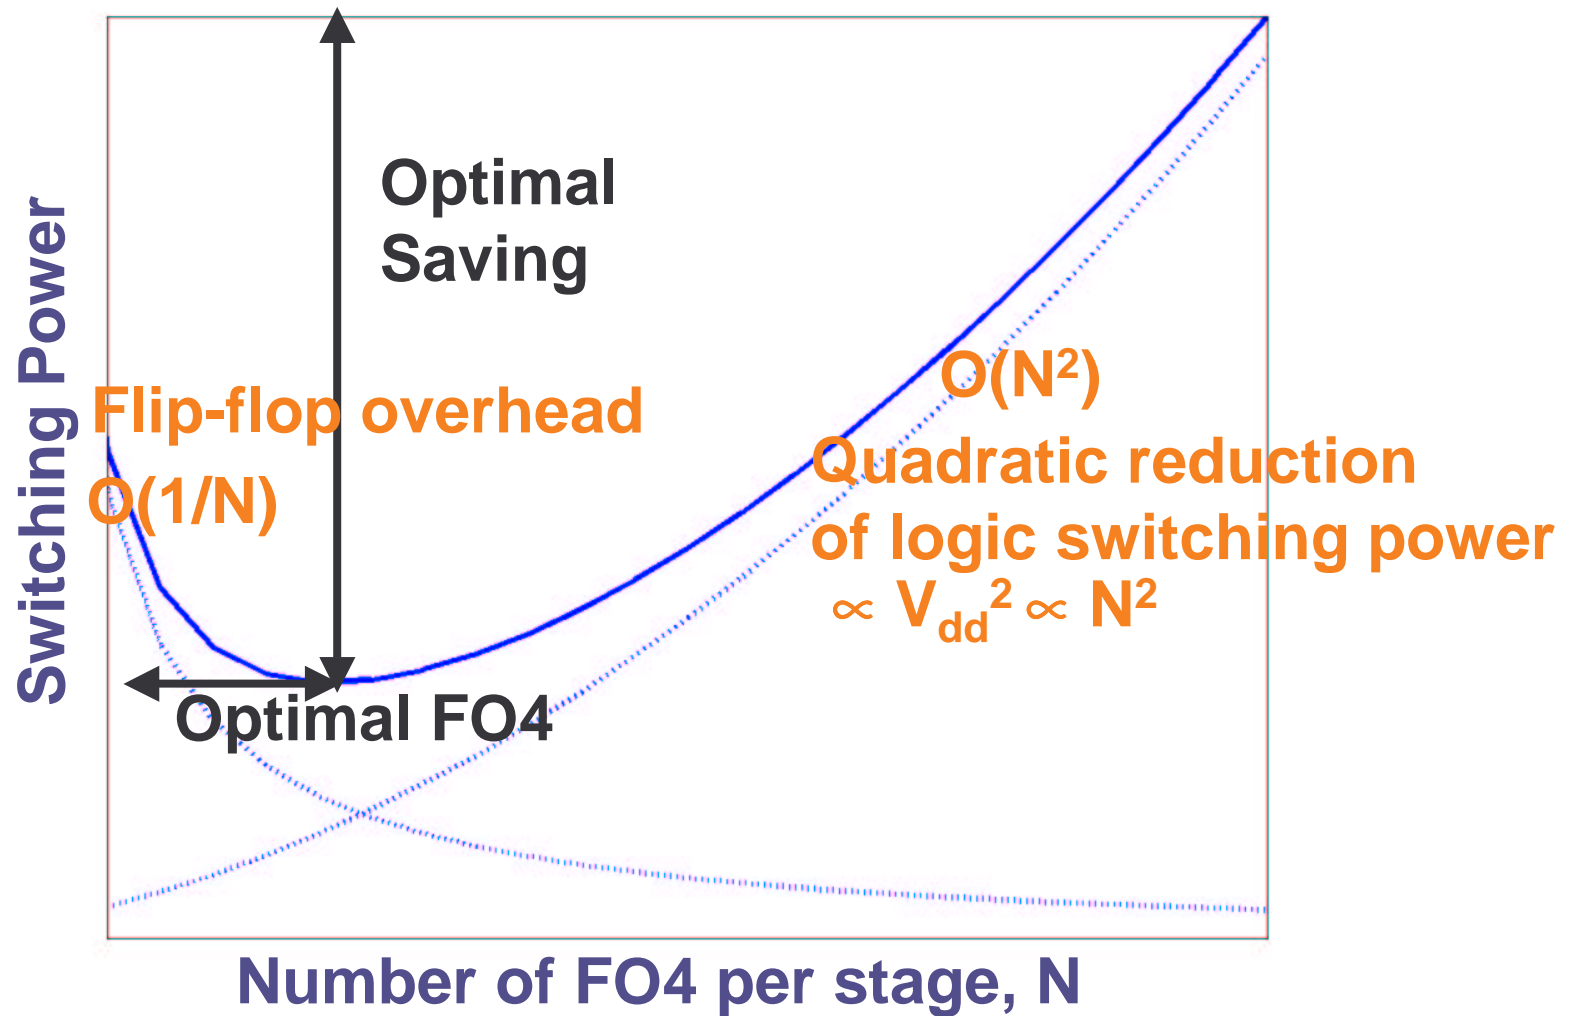 Switching Power
Optimal
Saving
Flip-flop overhead
O(1/N)
O(N²)
Quadratic reduction
of logic switching power
∝ Vdd² ∝ N²
Optimal FO4
Number of FO4 per stage, N